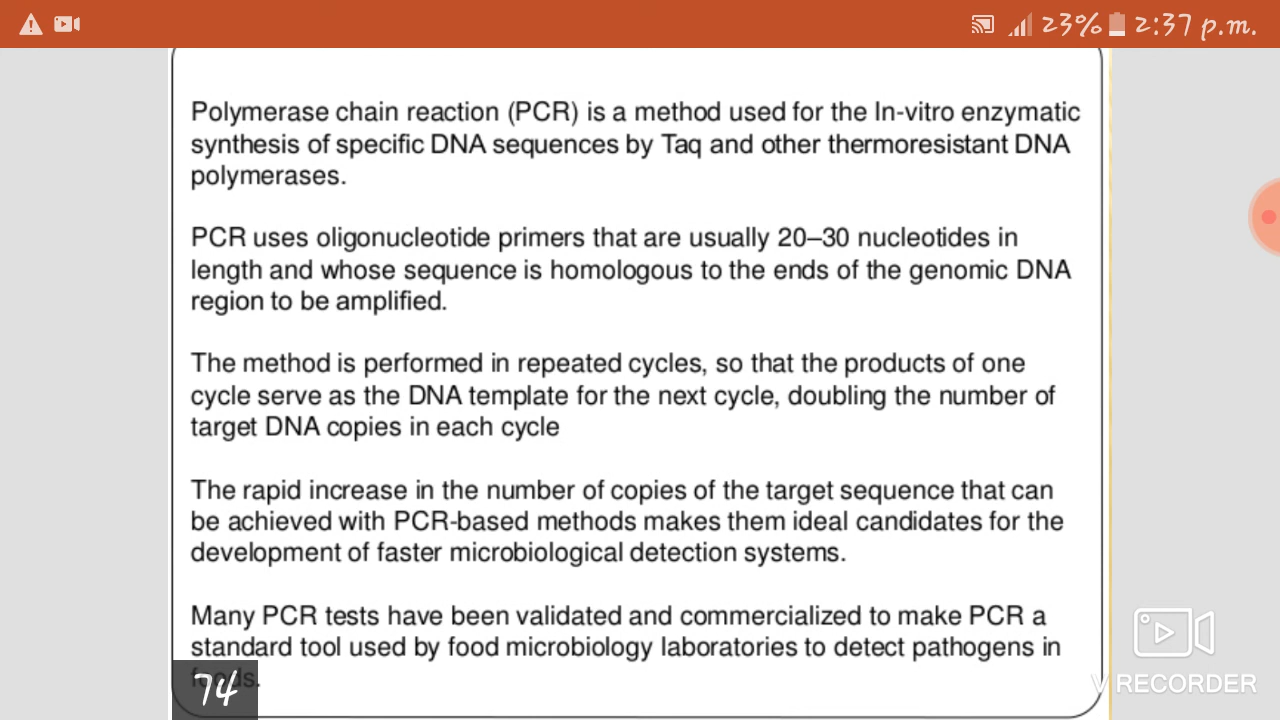 23% 2:37 p.m.
Polymerase chain reaction (PCR) is a method used for the In-vitro enzymatic
synthesis of specific DNA sequences by Taq and other thermoresistant DNA
polymerases.
PCR uses oligonucleotide primers that are usually 20–30 nucleotides in
length and whose sequence is homologous to the ends of the genomic DNA
region to be amplified.
The method is performed in repeated cycles, so that the products of one
cycle serve as the DNA template for the next cycle, doubling the number of
target DNA copies in each cycle
The rapid increase in the number of copies of the target sequence that can
be achieved with PCR-based methods makes them ideal candidates for the
development of faster microbiological detection systems.
Many PCR tests have been validated and commercialized to make PCR a
standard tool used by food microbiology laboratories to detect pathogens in
foods.
74
V RECORDER